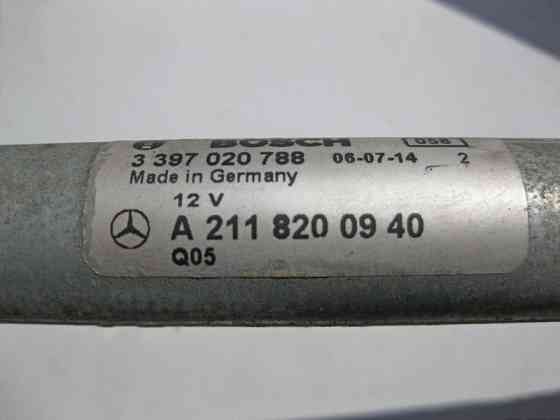 BOSCH 058
3 397 020 788 06-07-14 2
Made in Germany
12 V
A 211 820 09 40
Q05